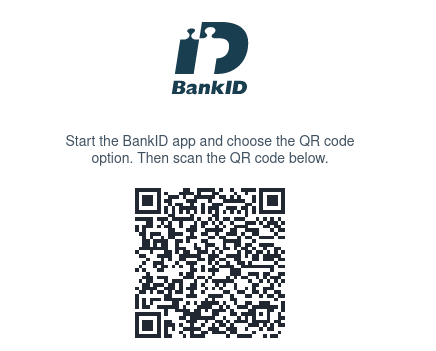 BankID
Start the BankID app and choose the QR code
option. Then scan the QR code below.